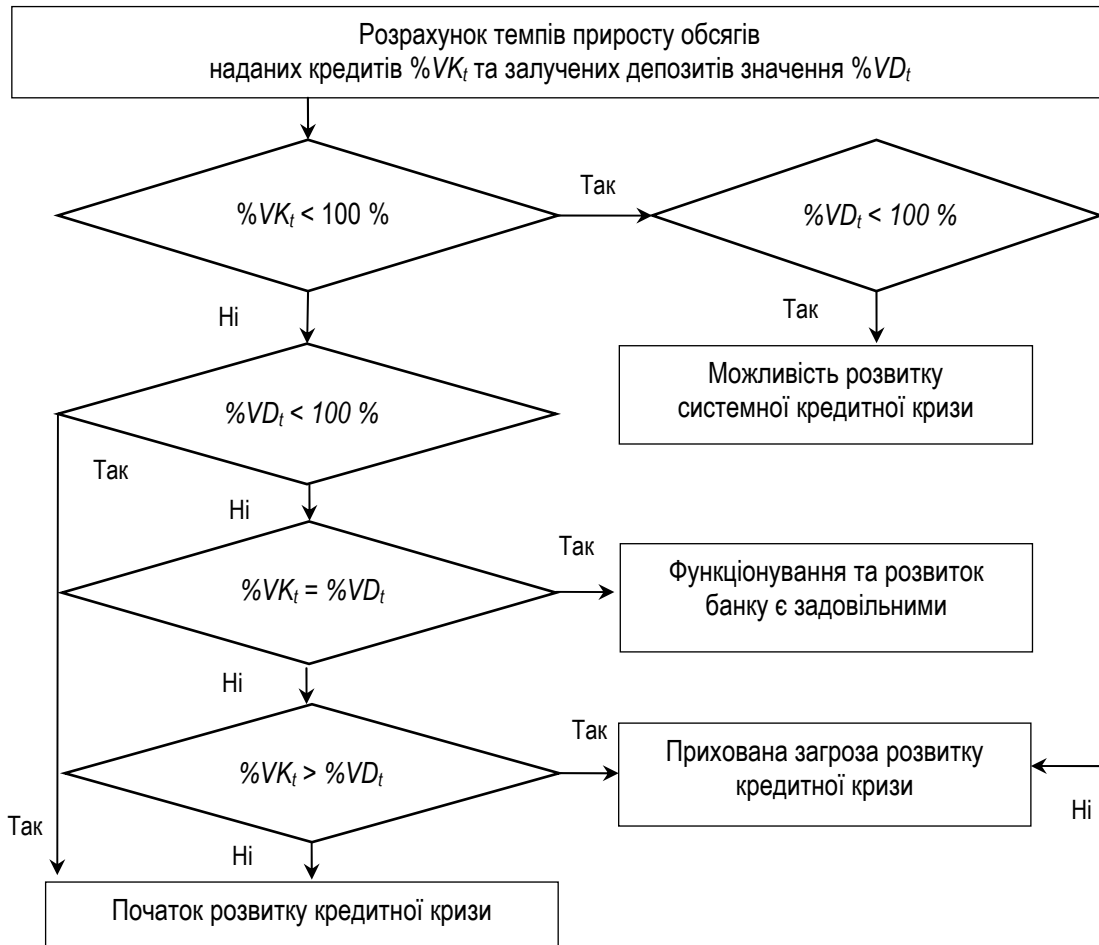 Розрахунок темпів приросту обсягів
наданих кредитів %VKt та залучених депозитів значення %VDt
%VKt < 100 %
Так
%VDt < 100 %
Ні
Так
%VDt < 100 %
Можливість розвитку
системної кредитної кризи
Так
Ні
%VKt = %VDt
Так
Функціонування та розвиток
банку є задовільними
Ні
%VKt > %VDt
Так
Прихована загроза розвитку
кредитної кризи
Ні
Так
Ні
Початок розвитку кредитної кризи